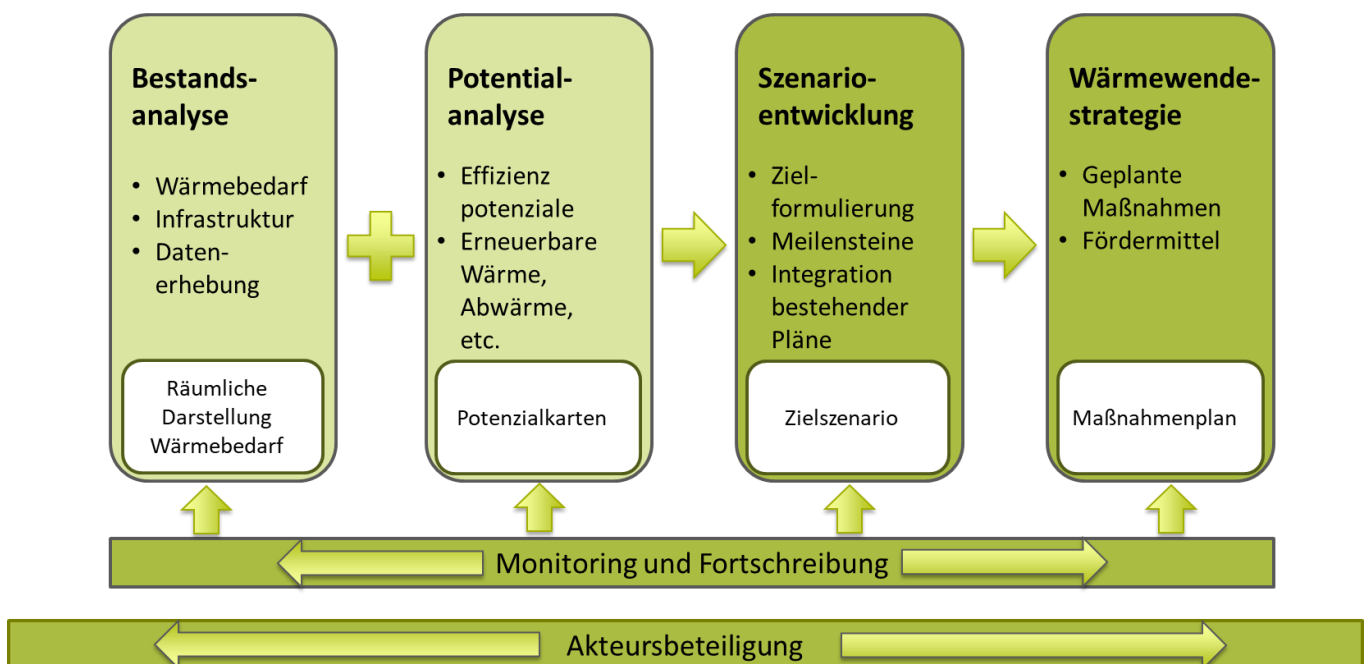 Bestands-
analyse
• Wärmebedarf
• Infrastruktur
• Daten-
erhebung
Räumliche
Darstellung
Wärmebedarf
Potential-
analyse
• Effizienz
potenziale
• Erneuerbare
Wärme,
Abwärme,
etc.
Potenzialkarten
Szenario-
entwicklung
• Ziel-
formulierung
• Meilensteine
• Integration
bestehender
Pläne
Zielszenario
Wärmewende-
strategie
• Geplante
Maßnahmen
• Fördermittel
Maßnahmenplan
Monitoring und Fortschreibung
Akteursbeteiligung